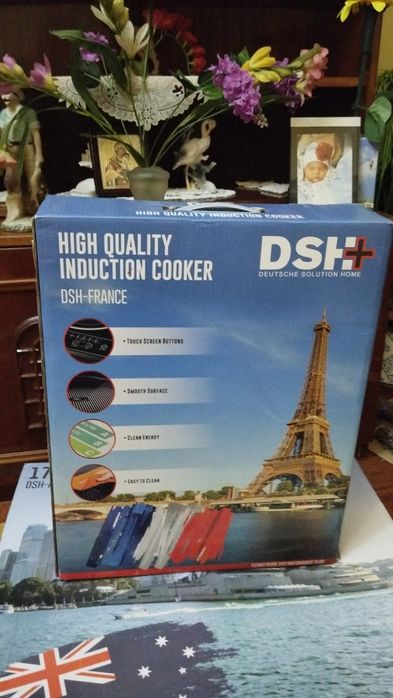 HIGH QUALITY INDUCTION COOKER
HIGH QUALITY
INDUCTION COOKER
DSH-FRANCE
DSH+
DEUTSCHE SOLUTION HOME
• TOUCH SCREEN BUTTONS
• SMOOTH SURFACE
• CLEAN ENERGY
• EASY TO CLEAN
17
DSH-